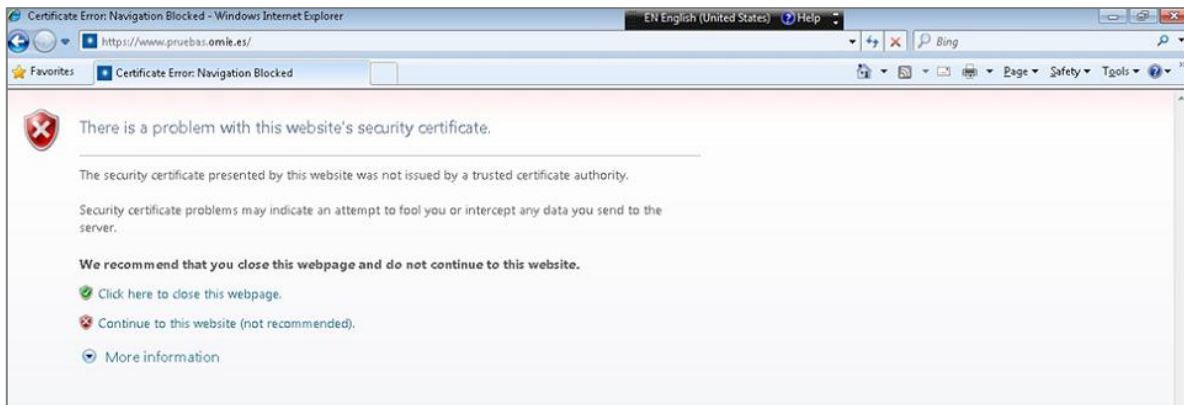 Certificate Error: Navigation Blocked - Windows Internet Explorer
EN English (United States) Help
https://www.pruebas.omie.es/
Bing
Favorites
Certificate Error: Navigation Blocked
Page Safety Tools
There is a problem with this website's security certificate.
The security certificate presented by this website was not issued by a trusted certificate authority.
Security certificate problems may indicate an attempt to fool you or intercept any data you send to the
server.
We recommend that you close this webpage and do not continue to this website.
Click here to close this webpage.
Continue to this website (not recommended).
More information